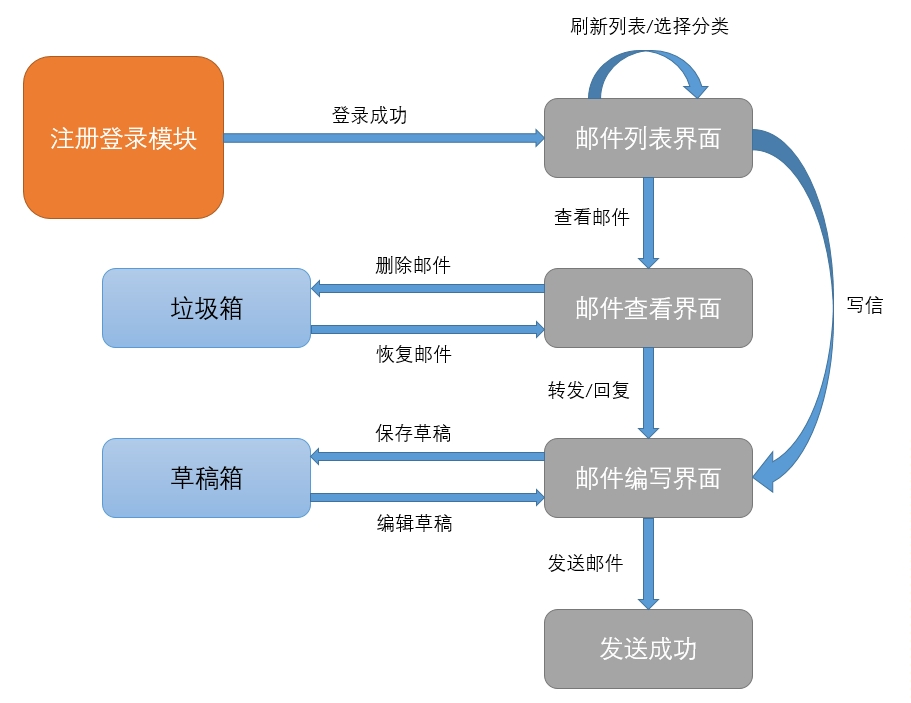 刷新列表/选择分类
注册登录模块
登录成功
邮件列表界面
查看邮件
写信
垃圾箱
删除邮件
恢复邮件
邮件查看界面
转发/回复
草稿箱
保存草稿
编辑草稿
邮件编写界面
发送邮件
发送成功